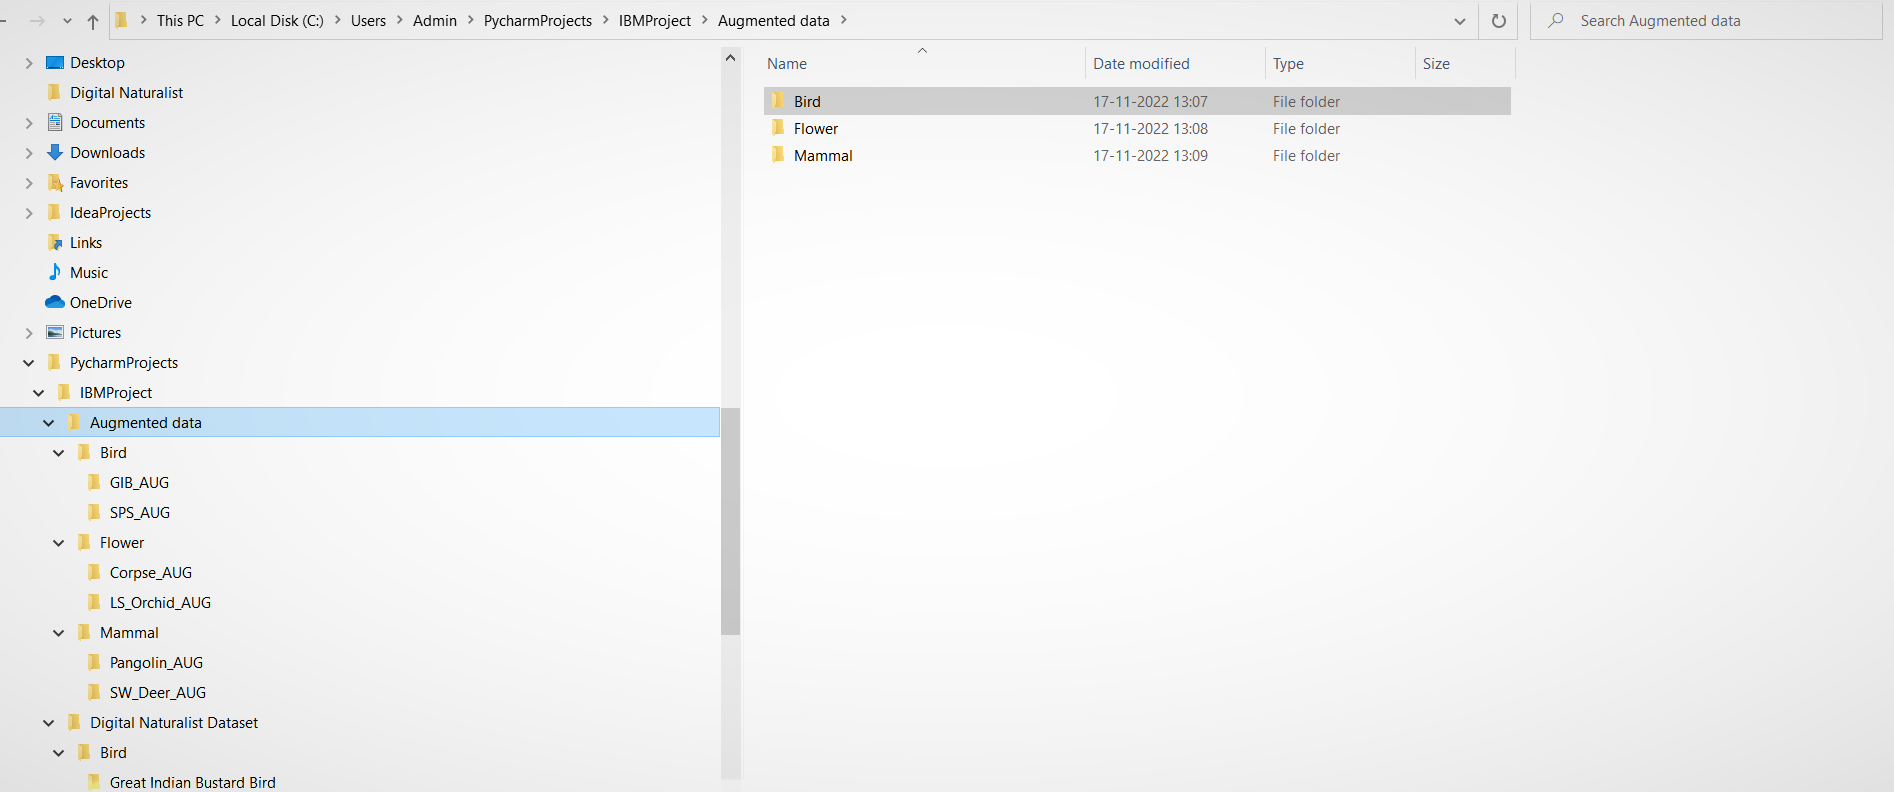 This PC > Local Disk (C:) > Users > Admin > PycharmProjects > IBMProject > Augmented data >
Search Augmented data
Desktop
Digital Naturalist
Documents
Downloads
Favorites
IdeaProjects
Links
Music
OneDrive
Pictures
PycharmProjects
IBMProject
Augmented data
Bird
GIB_AUG
SPS_AUG
Flower
Corpse_AUG
LS_Orchid_AUG
Mammal
Pangolin_AUG
SW_Deer_AUG
Digital Naturalist Dataset
Bird
Great Indian Bustard Bird
Name Date modified Type Size
Bird 17-11-2022 13:07 File folder
Flower 17-11-2022 13:08 File folder
Mammal 17-11-2022 13:09 File folder